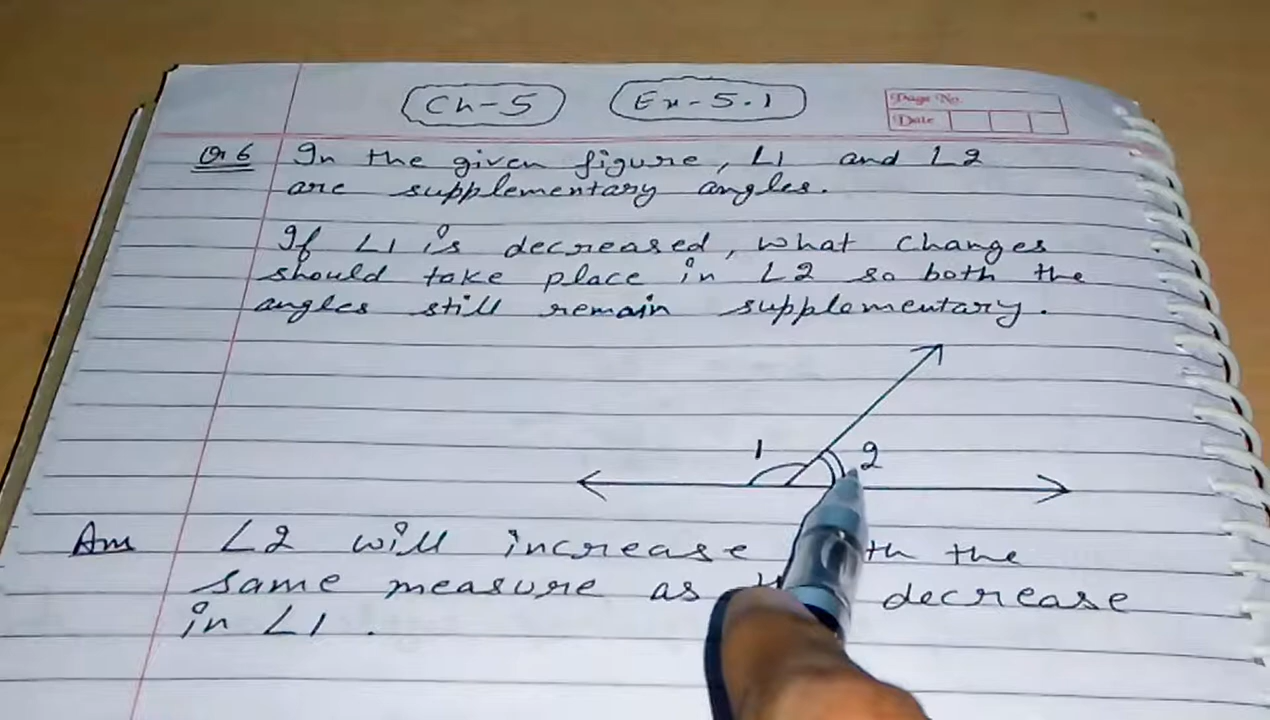 Ch-5 Ex-5.1
Page No.
Date
Q.6 In the given figure, ∠1 and ∠2
are supplementary angles.
If ∠1 is decreased, what changes
should take place in ∠2 so both the
angles still remain supplementary.
1 2
Ans ∠2 will increase the
same measure as decrease
in ∠1.